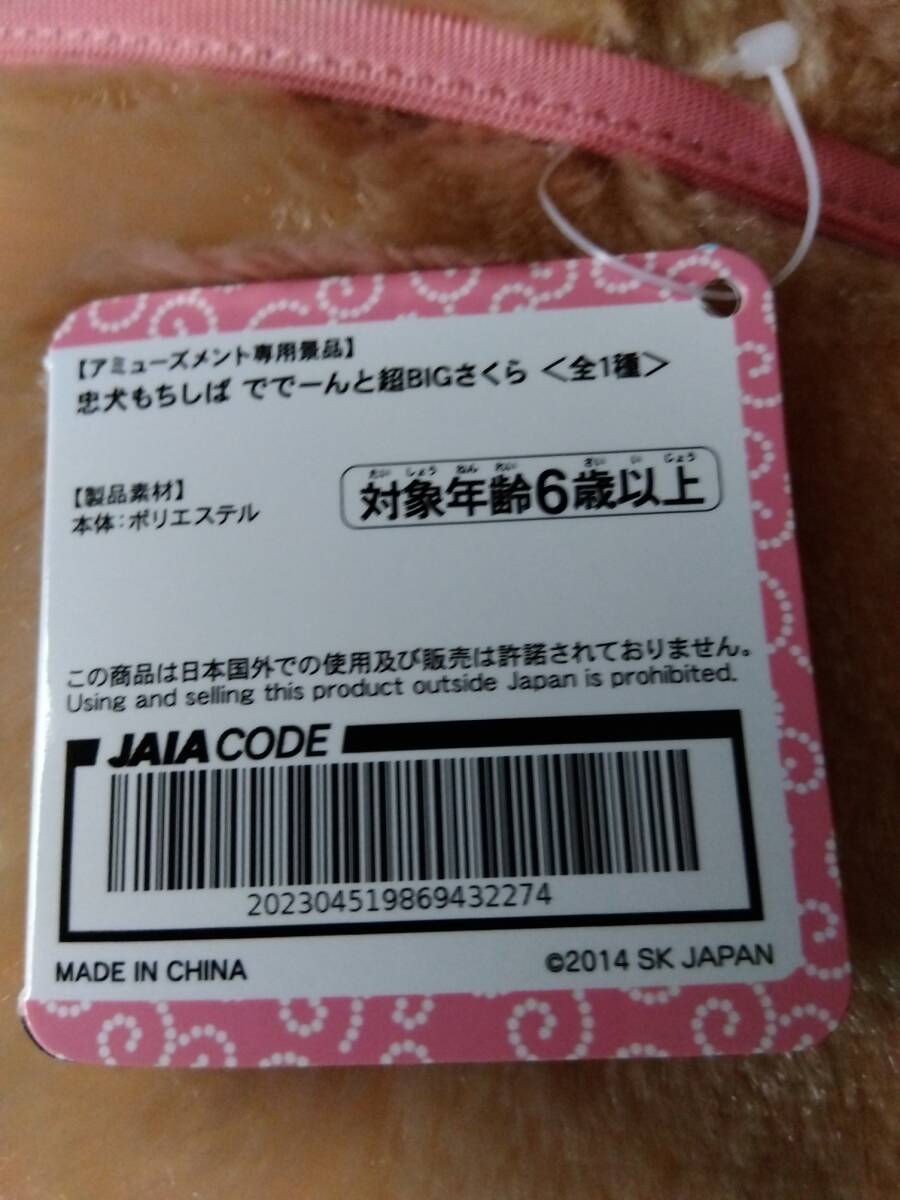 【アミューズメント専用景品】
忠犬もちしば ででーんと超BIGさくら <全1種>
【製品素材】
本体:ポリエステル
たい しょう ねん れい さい い じょう
対象年齢6歳以上
この商品は日本国外での使用及び販売は許諾されておりません。
Using and selling this product outside Japan is prohibited.
JAIA CODE
202304519869432274
MADE IN CHINA
©2014 SK JAPAN